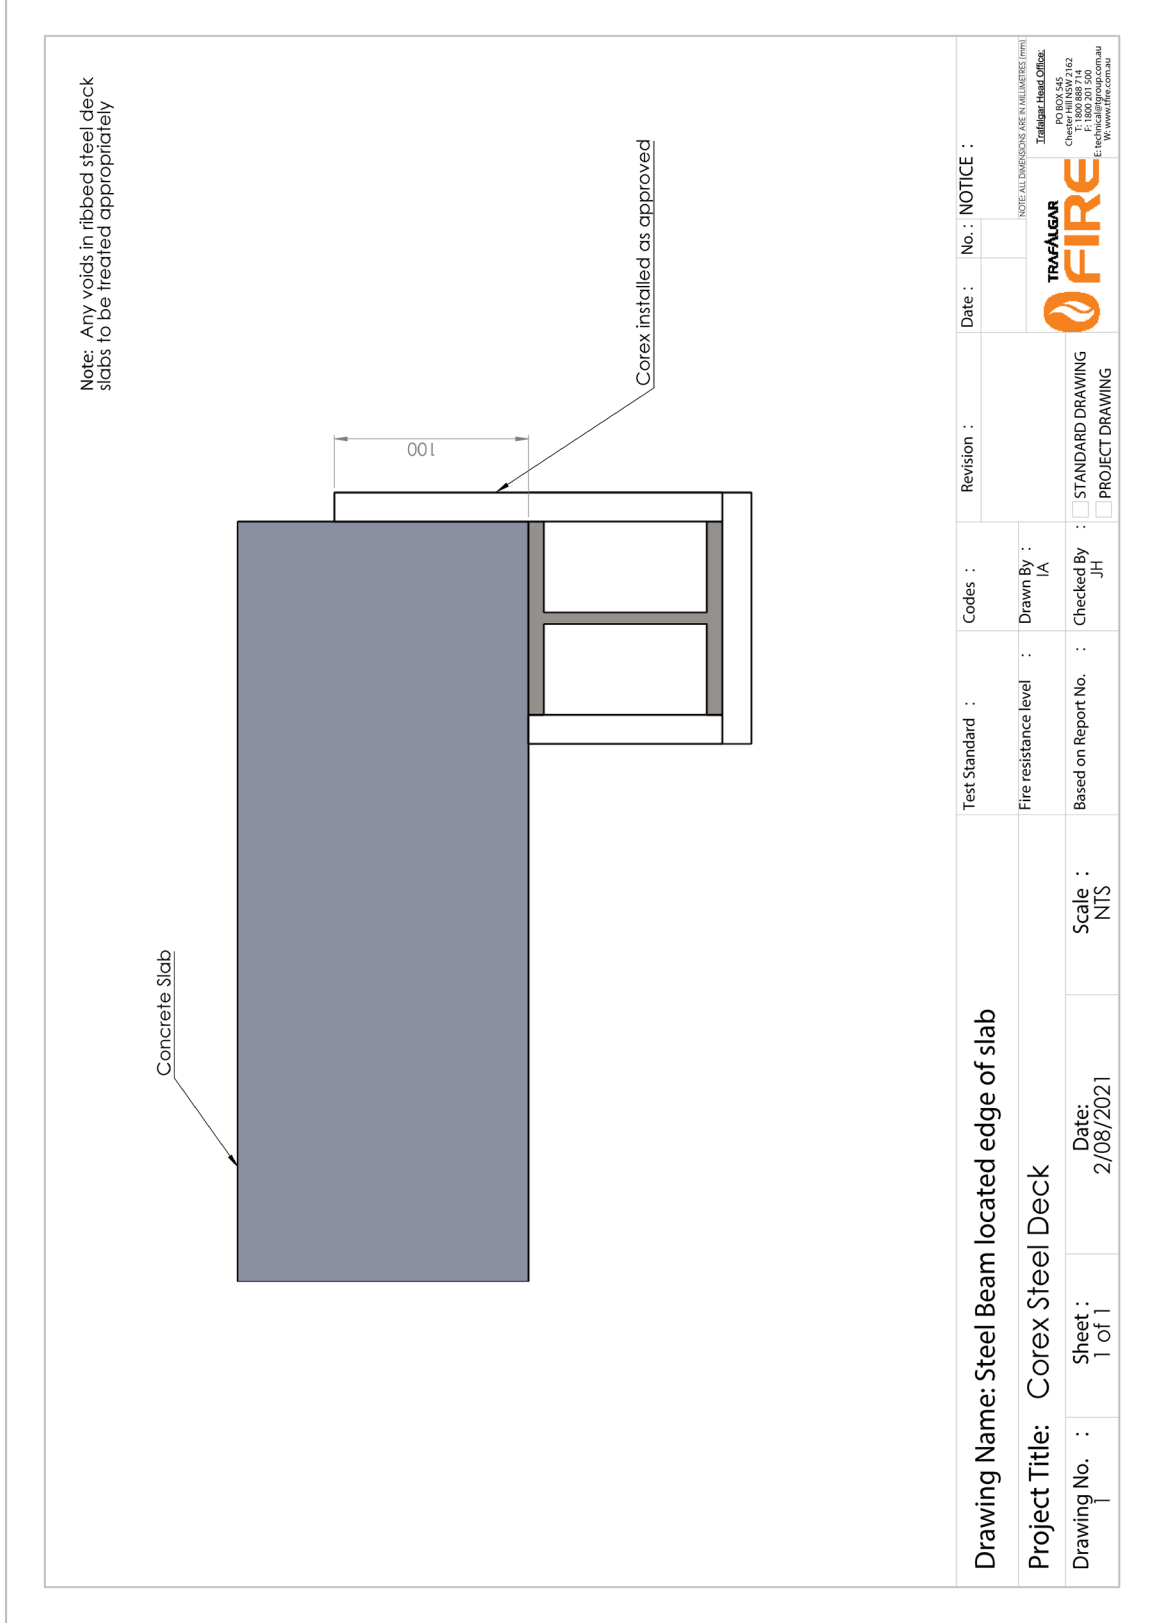 Note:  Any voids in ribbed steel deck
slabs to be treated appropriately
Concrete Slab
100
Corex installed as approved
Drawing Name: Steel Beam located edge of slab
Project Title: Corex Steel Deck
Drawing No. :
1
Sheet :
1 of 1
Date:
2/08/2021
Scale :
NTS
Test Standard :
Fire resistance level :
Based on Report No. :
Codes :
Drawn By :
IA
Checked By :
JH
Revision :
Date :
No. :
NOTICE :
NOTE: ALL DIMENSIONS ARE IN MILLIMETRES (mm)
STANDARD DRAWING
PROJECT DRAWING
TRAFALGAR
FIRE
Trafalgar Head Office:
PO BOX 545
Chester Hill NSW 2162
T: 1800 888 714
F: 1800 201 500
E: technical@tgroup.com.au
W: www.tfire.com.au